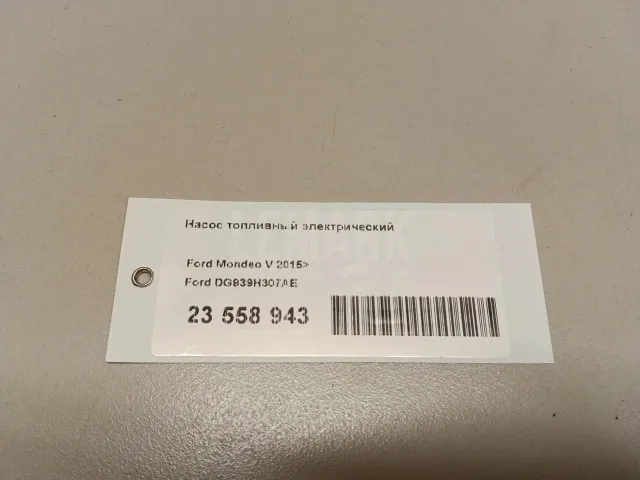 Насос топливный электрический
Ford Mondeo V 2015>
Ford DG939H307AE
23 558 943